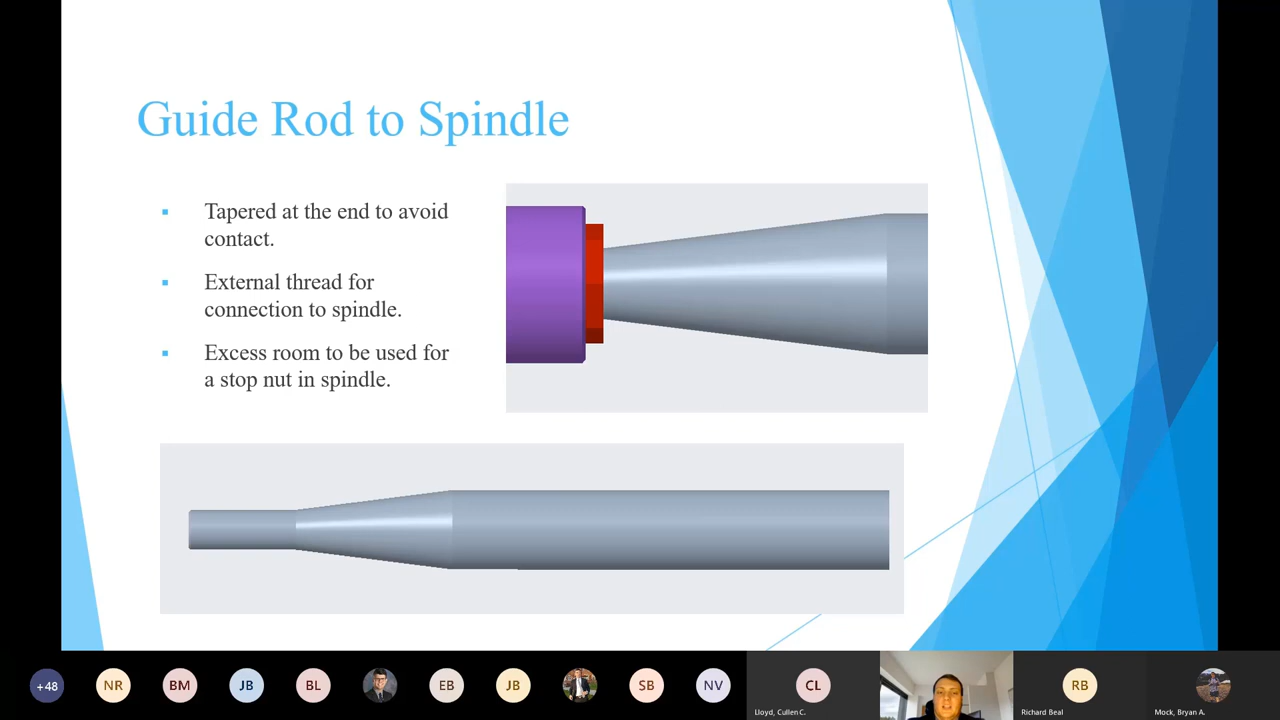 Guide Rod to Spindle
Tapered at the end to avoid
contact.
External thread for
connection to spindle.
Excess room to be used for
a stop nut in spindle.
+48
NR
BM
JB
BL
EB
JB
SB
NV
CL
RB
Lloyd, Cullen C.
Richard Beal
Mock, Bryan A.